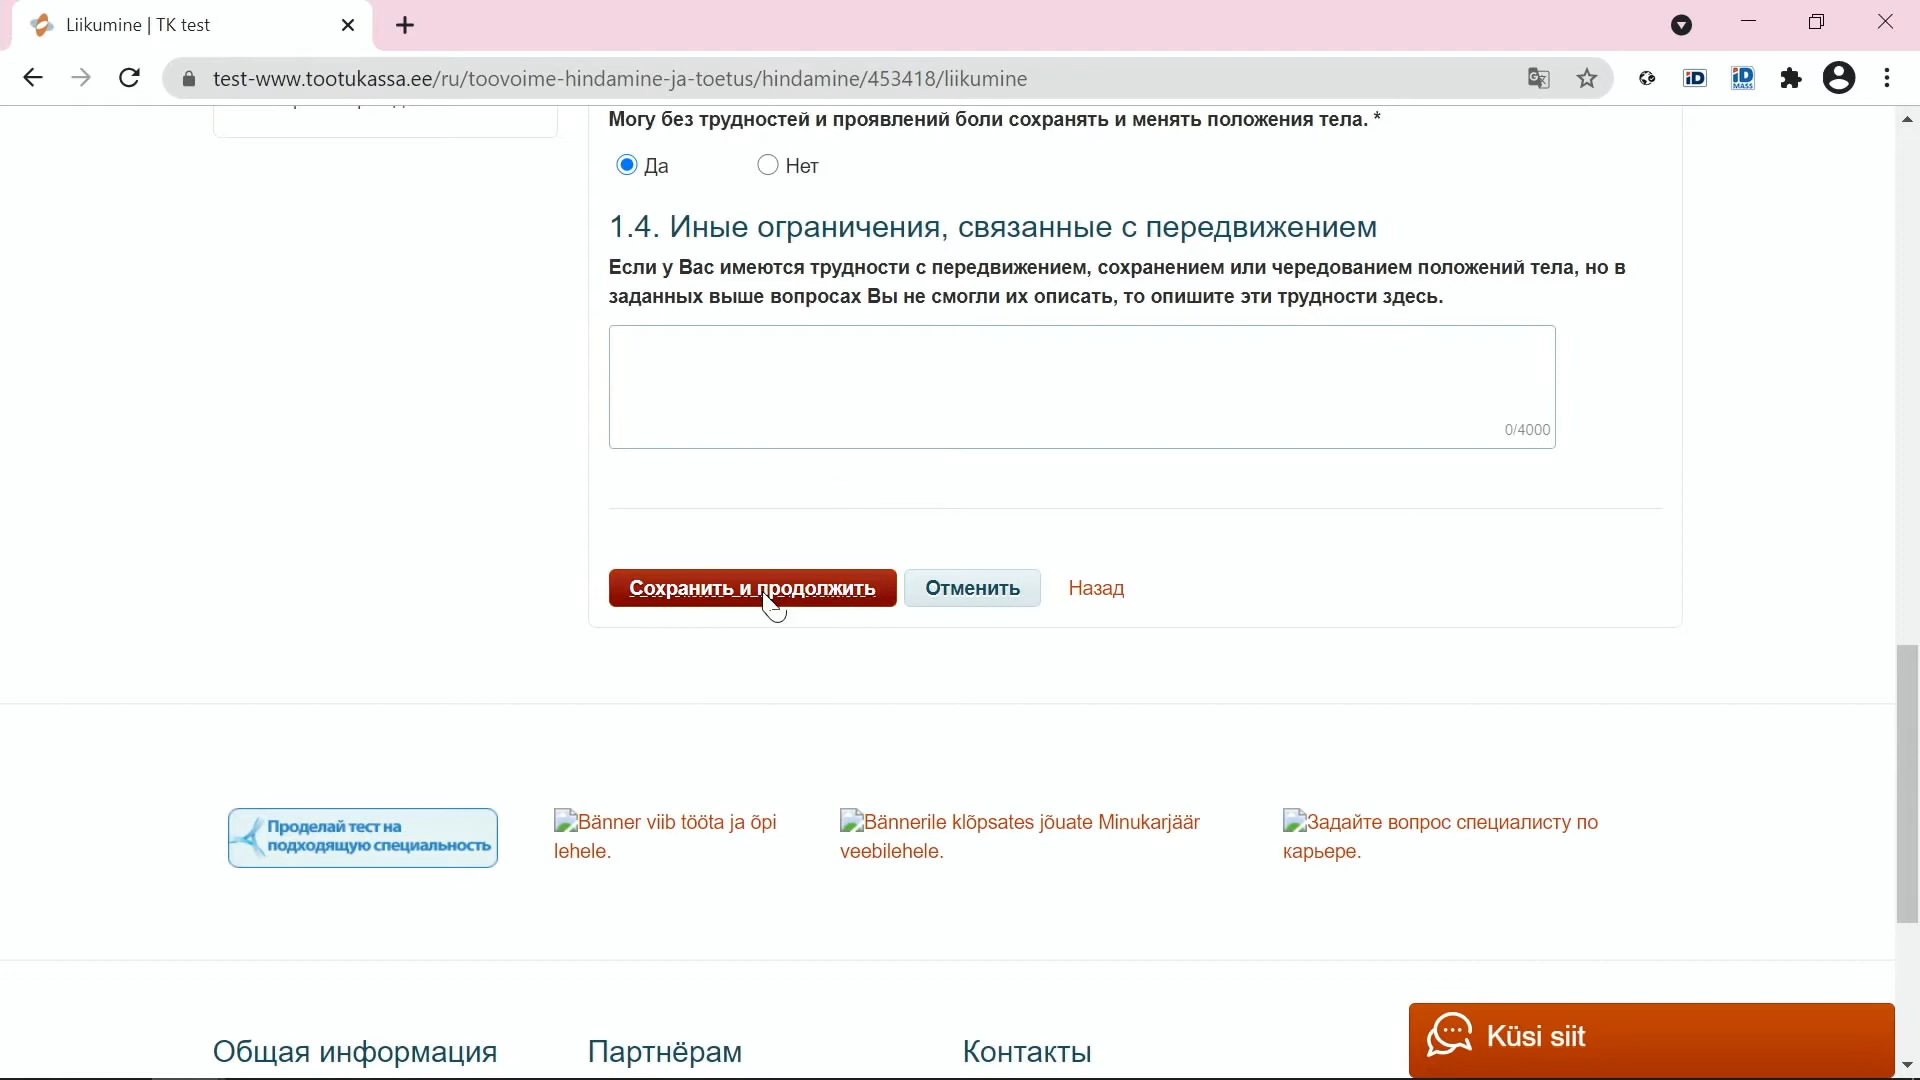 Liikumine | TK test
test-www.tootukassa.ee/ru/toovoime-hindamine-ja-toetus/hindamine/453418/liikumine
iD
iD
MASS
Могу без трудностей и проявлений боли сохранять и менять положения тела. *
Да
Нет
1.4. Иные ограничения, связанные с передвижением
Если у Вас имеются трудности с передвижением, сохранением или чередованием положений тела, но в
заданных выше вопросах Вы не смогли их описать, то опишите эти трудности здесь.
0/4000
Сохранить и продолжить
Отменить
Назад
Проделай тест на
подходящую специальность
Bänner viib tööta ja õpi
lehele.
Bännerile klõpsates jõuate Minukarjäär
veebilehele.
Задайте вопрос специалисту по
карьере.
Общая информация
Партнёрам
Контакты
Küsi siit